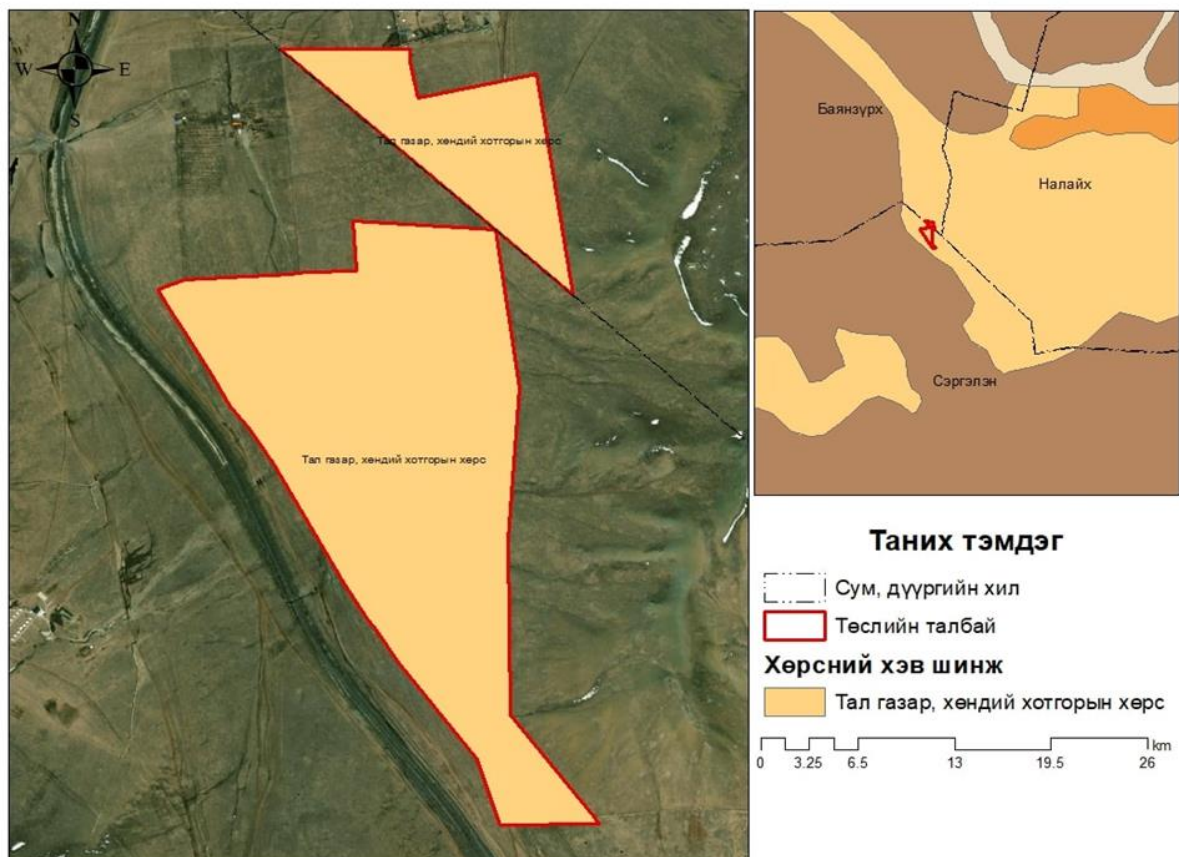 N
W E
S
Тал газар, хөндий хотгорын хөрс
Тал газар, хөндий хотгорын хөрс
Баянзүрх
Налайх
Сэргэлэн
Таних тэмдэг
Сум, дүүргийн хил
Төслийн талбай
Хөрсний хэв шинж
Тал газар, хөндий хотгорын хөрс
0 3.25 6.5 13 19.5 26 km